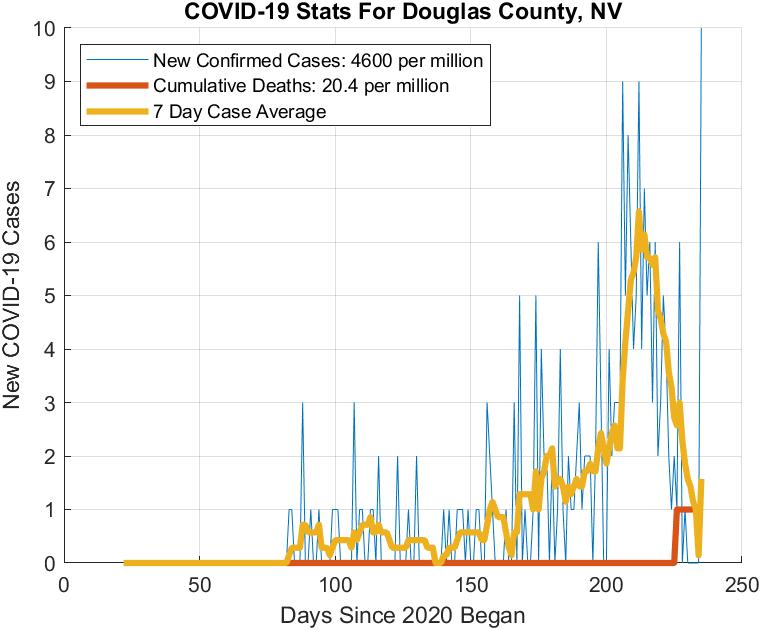 COVID-19 Stats For Douglas County, NV
New Confirmed Cases: 4600 per million
Cumulative Deaths: 20.4 per million
7 Day Case Average
New COVID-19 Cases
10
9
8
7
6
5
4
3
2
1
0
0 50 100 150 200 250
Days Since 2020 Began